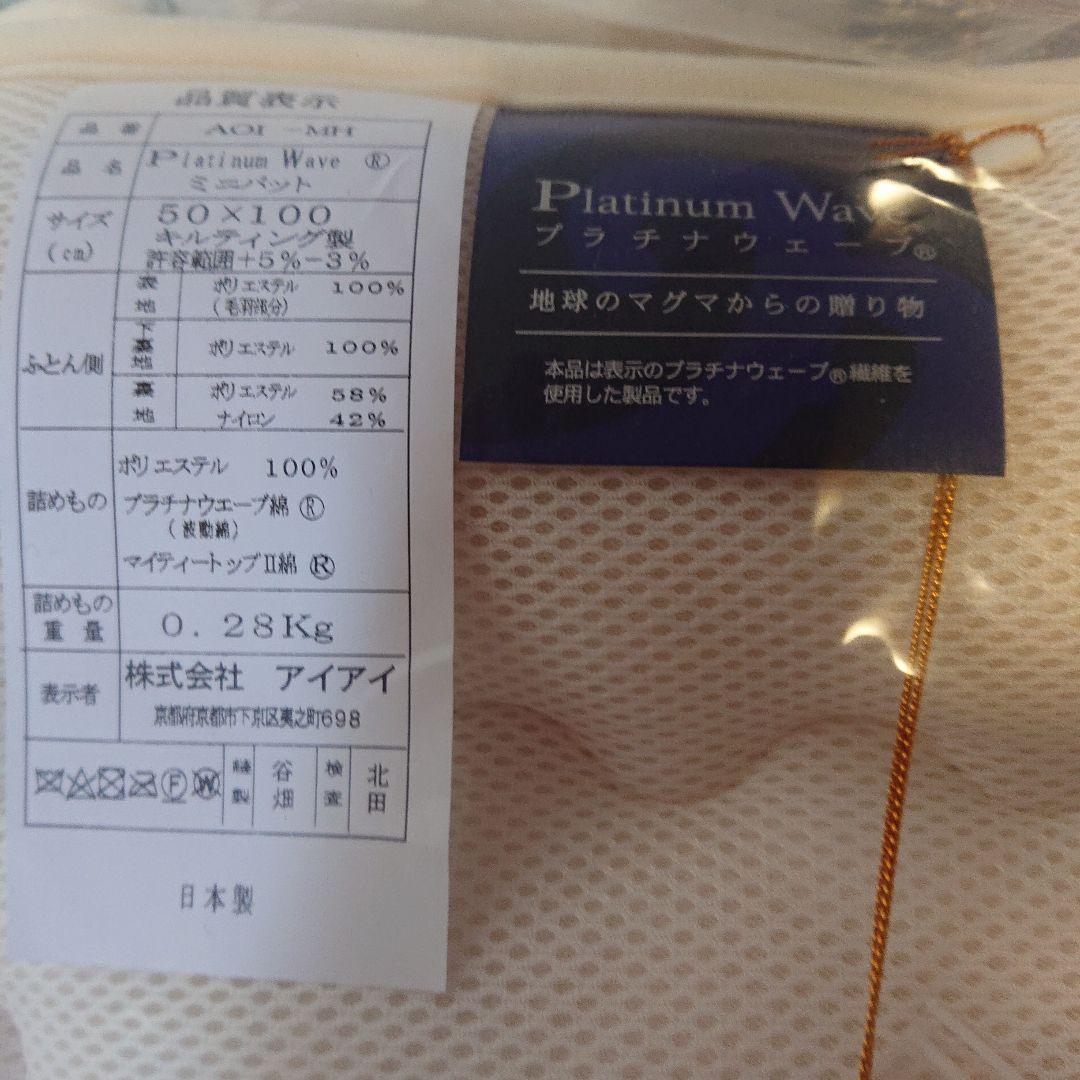 品質表示
品番 AOI－MH
品名 Platinum Wave ®
ミニパット
サイズ(cm) 50×100
キルティング製
許容範囲＋5％－3％
ふとん側
表地 ポリエステル 100%
(毛羽部分)
下裏地 ポリエステル 100%
裏地 ポリエステル 58%
ナイロン 42%
詰めもの
ポリエステル 100%
プラチナウエーブ綿 ®
(波動綿)
マイティートップⅡ綿 ®
詰めもの重量 0.28Kg
表示者 株式会社 アイアイ
京都府京都市下京区夷之町698
F W 縫製 谷畑 検査 北田
日本製
Platinum Wave
プラチナウェーブ®
地球のマグマからの贈り物
本品は表示のプラチナウェーブ®繊維を
使用した製品です。